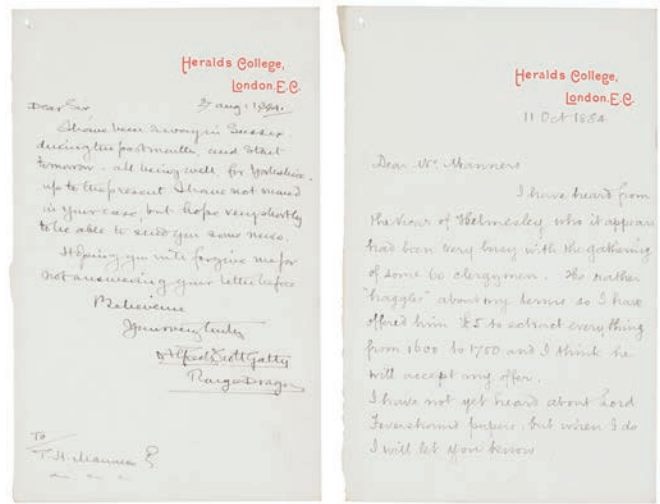 Heralds College,
London. E.C.
27 Aug: 1884.
Dear Sir
I have been away in Sussex
during the past month, and start
tomorrow - all being well, for Yorkshire.
up to the present I have not moved
in your case, but hope very shortly
to be able to send you some news.
Hoping you will forgive me for
not answering your letter before
Believe me
Yours very truly
Alfred Scott Gatty
Rouge Dragon
To
T. H. Manners
Heralds College,
London. E.C.
11 Oct 1884
Dear Mr. Manners
I have heard from
the vicar of Helmesley who it appears
had been very busy with the gathering
of some 60 clergymen. He rather
"haggles" about my terms so I have
offered him £5 to extract everything
from 1600 to 1750 and I think he
will accept my offer.
I have not yet heard about Lord
Fevershams papers, but when I do
I will let you know